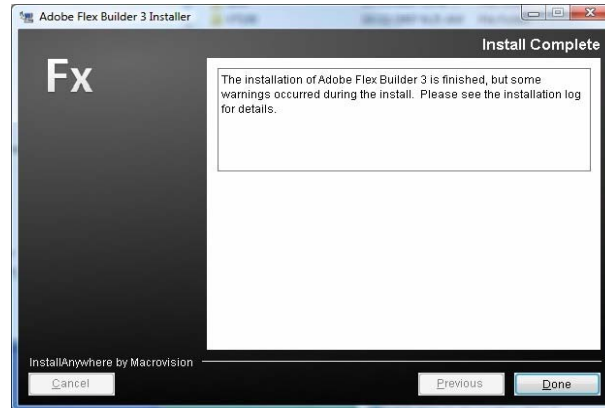 Adobe Flex Builder 3 Installer
Install Complete
Fx
The installation of Adobe Flex Builder 3 is finished, but some
warnings occurred during the install. Please see the installation log
for details.
InstallAnywhere by Macrovision
Cancel
Previous
Done